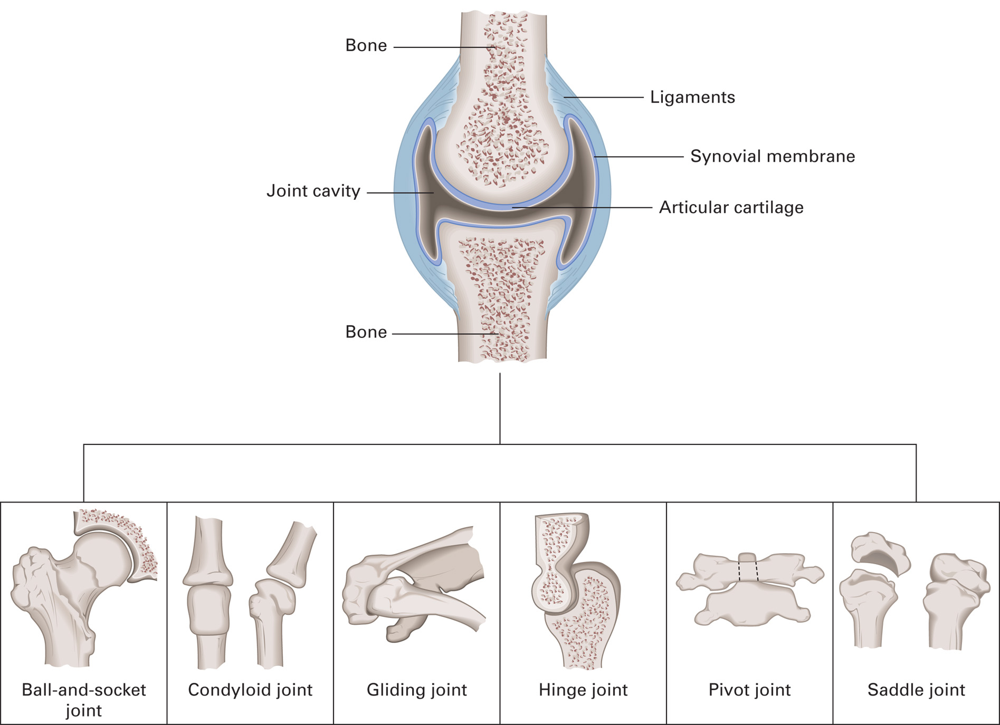 Bone
Ligaments
Synovial membrane
Joint cavity
Articular cartilage
Bone
Ball-and-socket
joint
Condyloid joint
Gliding joint
Hinge joint
Pivot joint
Saddle joint